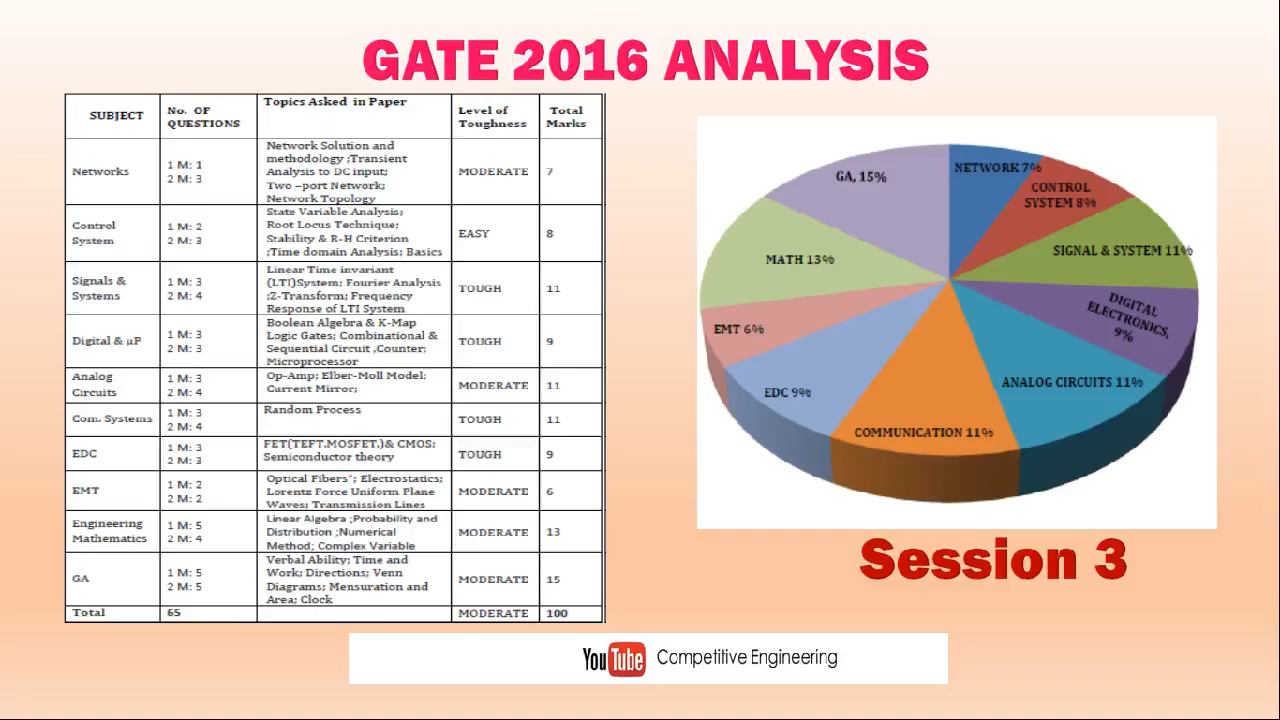 GATE 2016 ANALYSIS
SUBJECT
No. OF
QUESTIONS
Topics Asked in Paper
Level of
Toughness
Total
Marks
Networks
1 M: 1
2 M: 3
Network Solution and
methodology ;Transient
Analysis to DC input;
Two –port Network;
Network Topology
MODERATE
7
Control
System
1 M: 2
2 M: 3
State Variable Analysis;
Root Locus Technique;
Stability & R-H Criterion
;Time domain Analysis; Basics
EASY
8
Signals &
Systems
1 M: 3
2 M: 4
Linear Time invariant
(LTI)System; Fourier Analysis
;Z-Transform; Frequency
Response of LTI System
TOUGH
11
Digital & µP
1 M: 3
2 M: 3
Boolean Algebra & K-Map
Logic Gates; Combinational &
Sequential Circuit ,Counter;
Microprocessor
TOUGH
9
Analog
Circuits
1 M: 3
2 M: 4
Op-Amp; Elber-Moll Model;
Current Mirror;
MODERATE
11
Com. Systems
1 M: 3
2 M: 4
Random Process
TOUGH
11
EDC
1 M: 3
2 M: 3
FET(TEFT.MOSFET.)& CMOS;
Semiconductor theory
TOUGH
9
EMT
1 M: 2
2 M: 2
Optical Fibers*; Electrostatics;
Lorentz Force Uniform Plane
Waves; Transmission Lines
MODERATE
6
Engineering
Mathematics
1 M: 5
2 M: 4
Linear Algebra ;Probability and
Distribution ;Numerical
Method; Complex Variable
MODERATE
13
GA
1 M: 5
2 M: 5
Verbal Ability; Time and
Work; Directions; Venn
Diagrams; Mensuration and
Area; Clock
MODERATE
15
Total
65
MODERATE
100
NETWORK 7%
CONTROL
SYSTEM 8%
SIGNAL & SYSTEM 11%
DIGITAL
ELECTRONICS,
9%
ANALOG CIRCUITS 11%
COMMUNICATION 11%
EDC 9%
EMT 6%
MATH 13%
GA, 15%
Session 3
YouTube Competitive Engineering